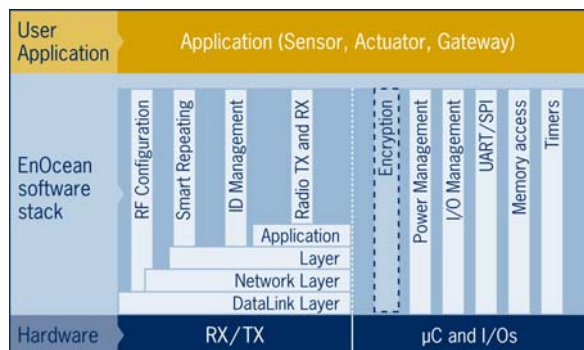 User
Application
Application (Sensor, Actuator, Gateway)
EnOcean
software
stack
RF Configuration
Smart Repeating
ID Management
Radio TX and RX
Encryption
Power Management
I/O Management
UART/SPI
Memory access
Timers
Application
Layer
Network Layer
DataLink Layer
Hardware
RX/TX
µC and I/Os